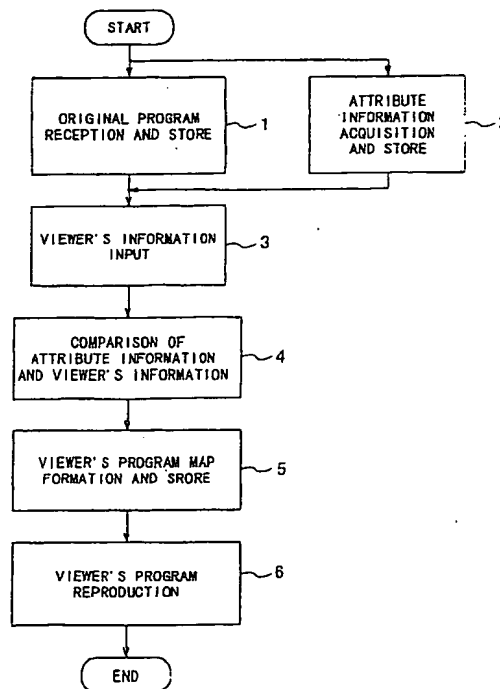 START
ORIGINAL PROGRAM
RECEPTION AND STORE
1
ATTRIBUTE
INFORMATION
ACQUISITION
AND STORE
VIEWER'S INFORMATION
INPUT
3
COMPARISON OF
ATTRIBUTE INFORMATION
AND VIEWER'S INFORMATION
4
VIEWER'S PROGRAM MAP
FORMATION AND SRORE
5
VIEWER'S PROGRAM
REPRODUCTION
6
END